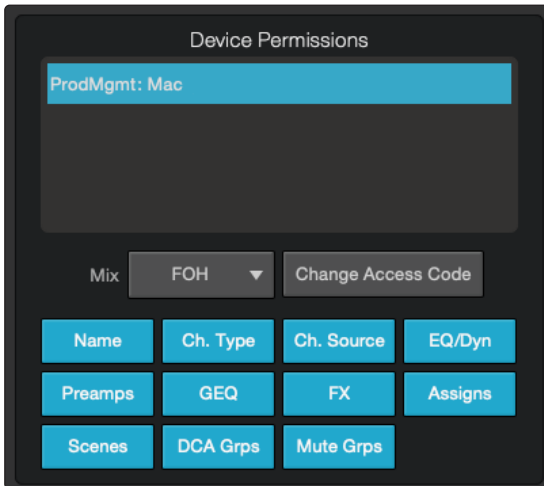 Device Permissions
ProdMgmt: Mac
Mix FOH Change Access Code
Name Ch. Type Ch. Source EQ/Dyn
Preamps GEQ FX Assigns
Scenes DCA Grps Mute Grps